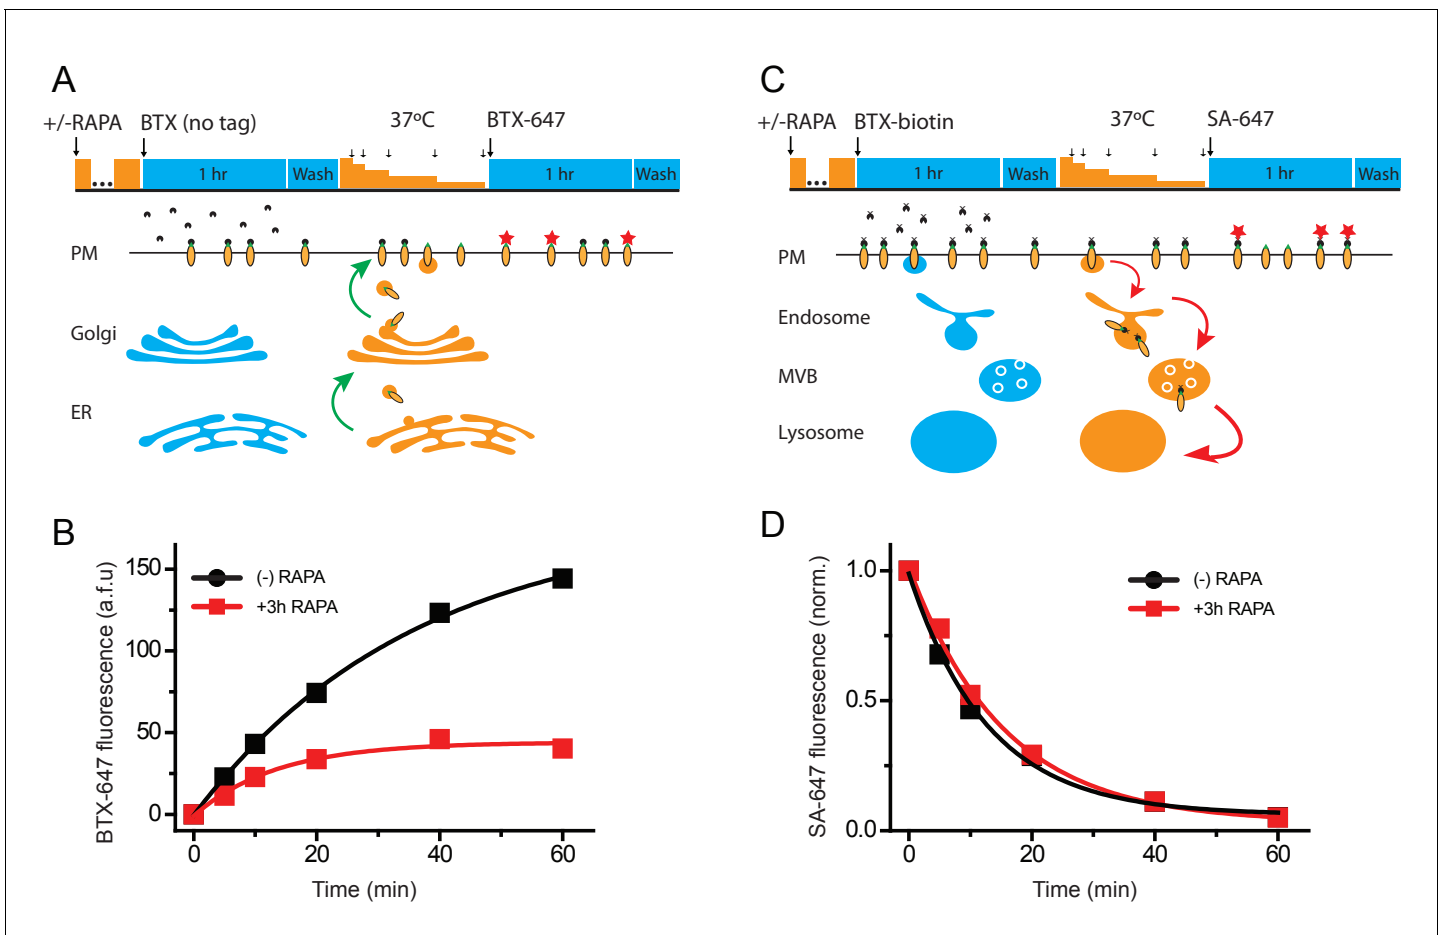 A
+/-RAPA
BTX (no tag)
37ºC
BTX-647
1 hr
Wash
1 hr
Wash
PM
Golgi
ER
C
+/-RAPA
BTX-biotin
37ºC
SA-647
1 hr
Wash
1 hr
Wash
PM
Endosome
MVB
Lysosome
B
BTX-647 fluorescence (a.f.u)
150
100
50
0
(-) RAPA
+3h RAPA
0 20 40 60
Time (min)
D
SA-647 fluorescence (norm.)
1.0
0.5
0.0
(-) RAPA
+3h RAPA
0 20 40 60
Time (min)